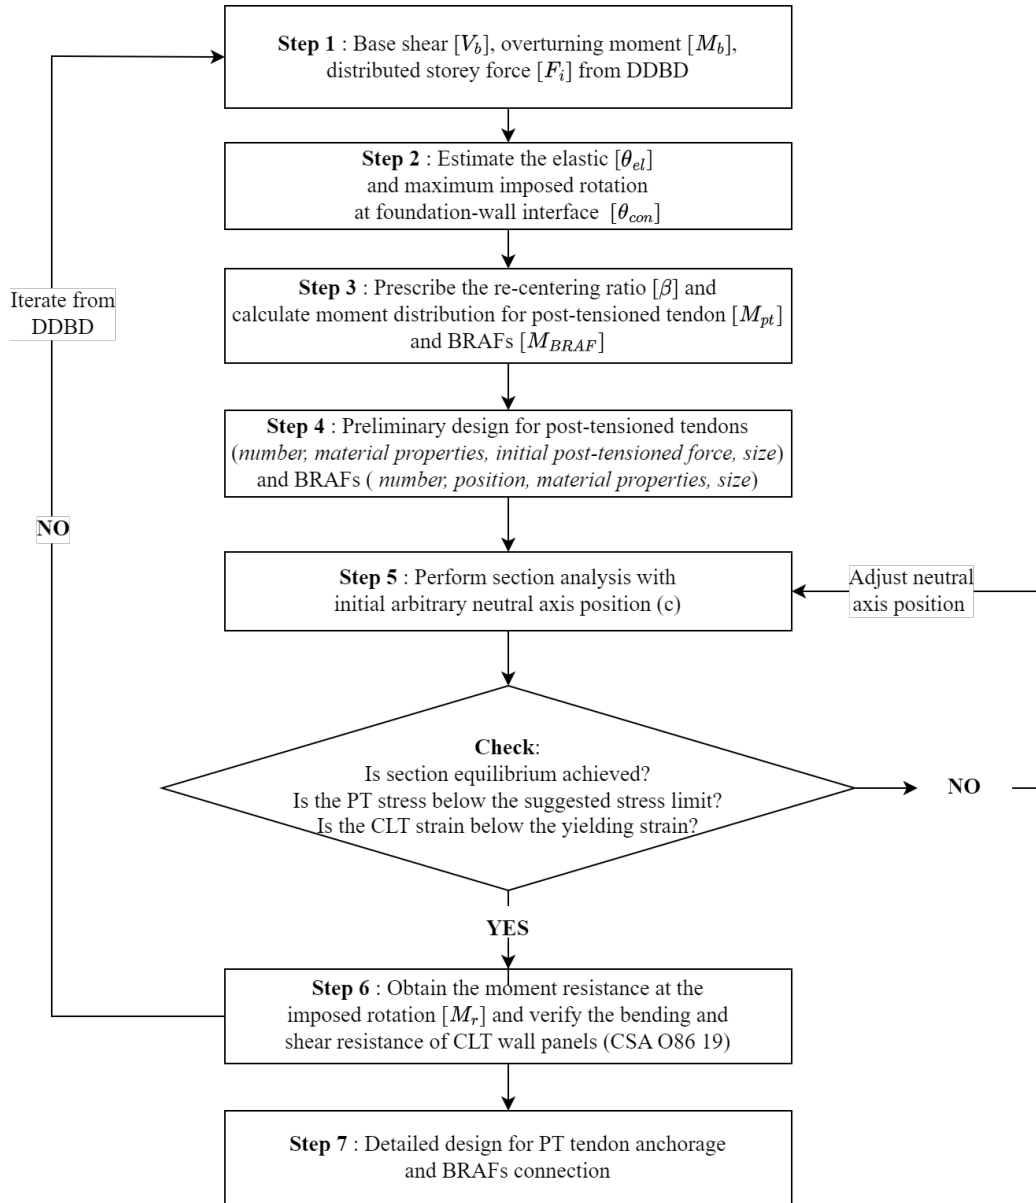 Step 1 : Base shear [V_b], overturning moment [M_b],
distributed storey force [F_i] from DDBD
Step 2 : Estimate the elastic [θ_el]
and maximum imposed rotation
at foundation-wall interface [θ_con]
Iterate from
DDBD
Step 3 : Prescribe the re-centering ratio [β] and
calculate moment distribution for post-tensioned tendon [M_pt]
and BRAFs [M_BRAF]
Step 4 : Preliminary design for post-tensioned tendons
(number, material properties, initial post-tensioned force, size)
and BRAFs ( number, position, material properties, size)
NO
Step 5 : Perform section analysis with
initial arbitrary neutral axis position (c)
Adjust neutral
axis position
Check:
Is section equilibrium achieved?
Is the PT stress below the suggested stress limit?
Is the CLT strain below the yielding strain?
NO
YES
Step 6 : Obtain the moment resistance at the
imposed rotation [M_r] and verify the bending and
shear resistance of CLT wall panels (CSA O86 19)
Step 7 : Detailed design for PT tendon anchorage
and BRAFs connection